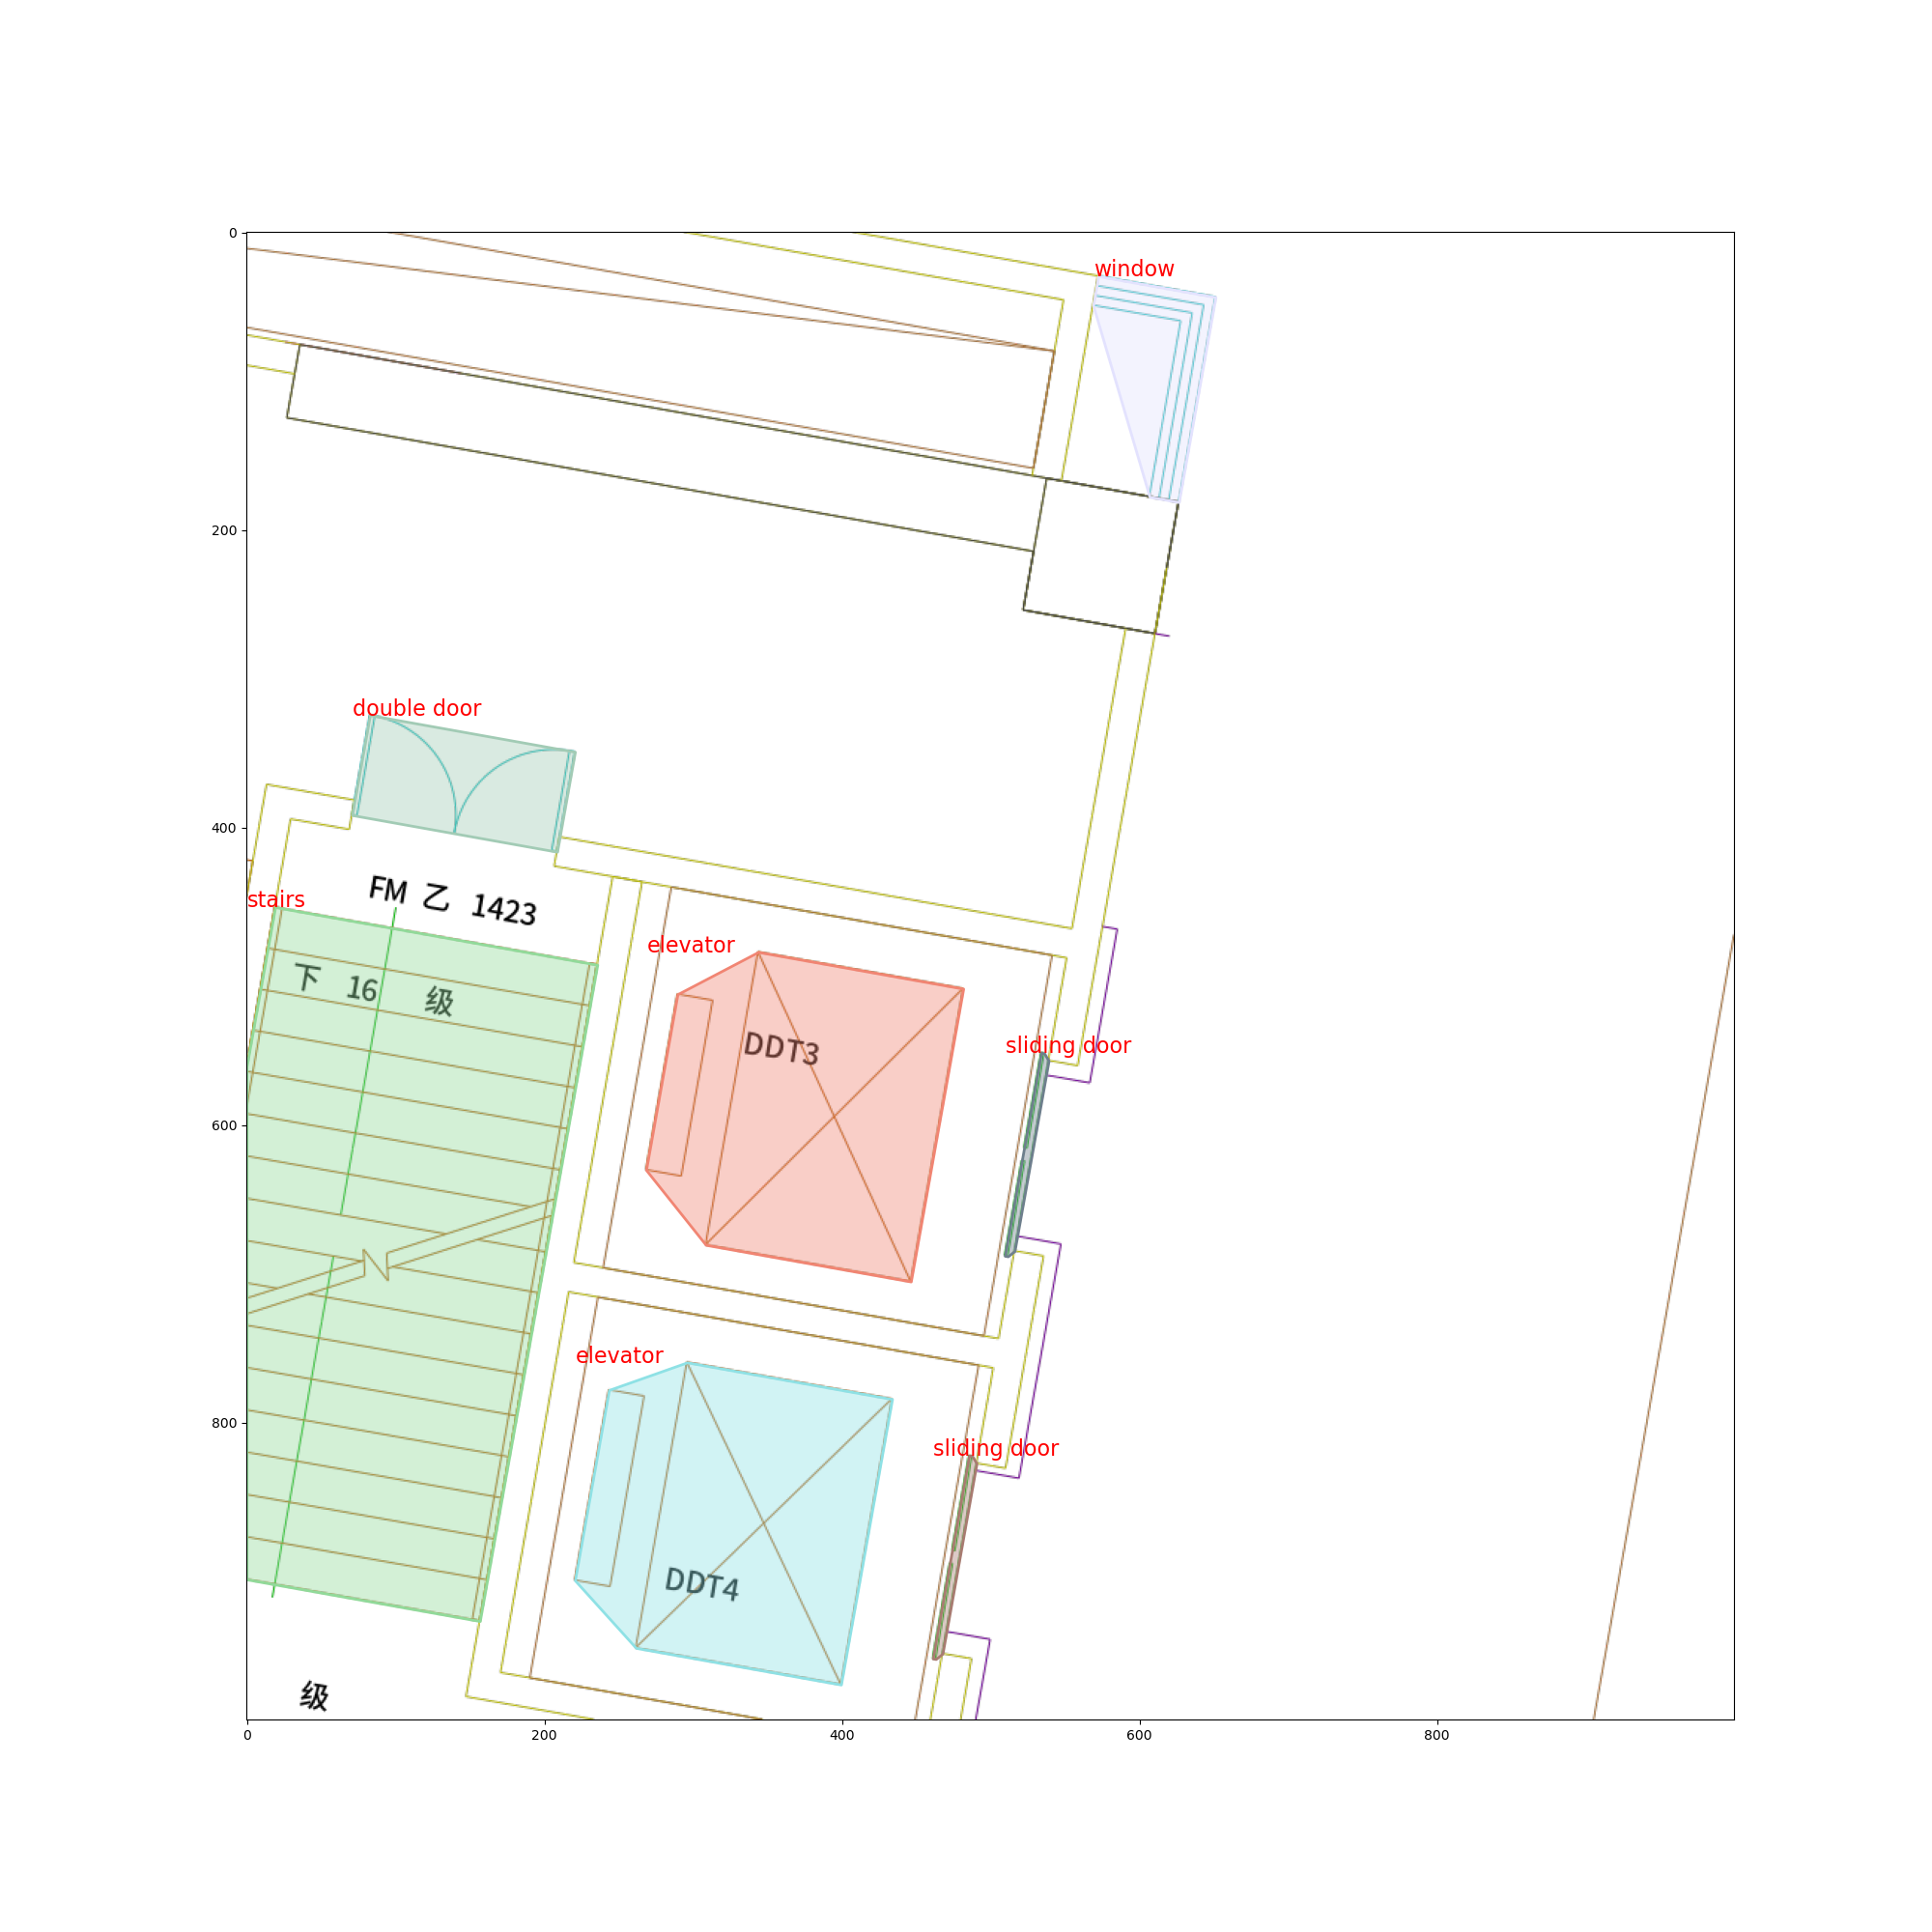 0
window
200
double door
400
FM 乙 1423
stairs
elevator
下 16 级
DDT3
sliding door
600
elevator
800
sliding door
DDT4
级
0 200 400 600 800